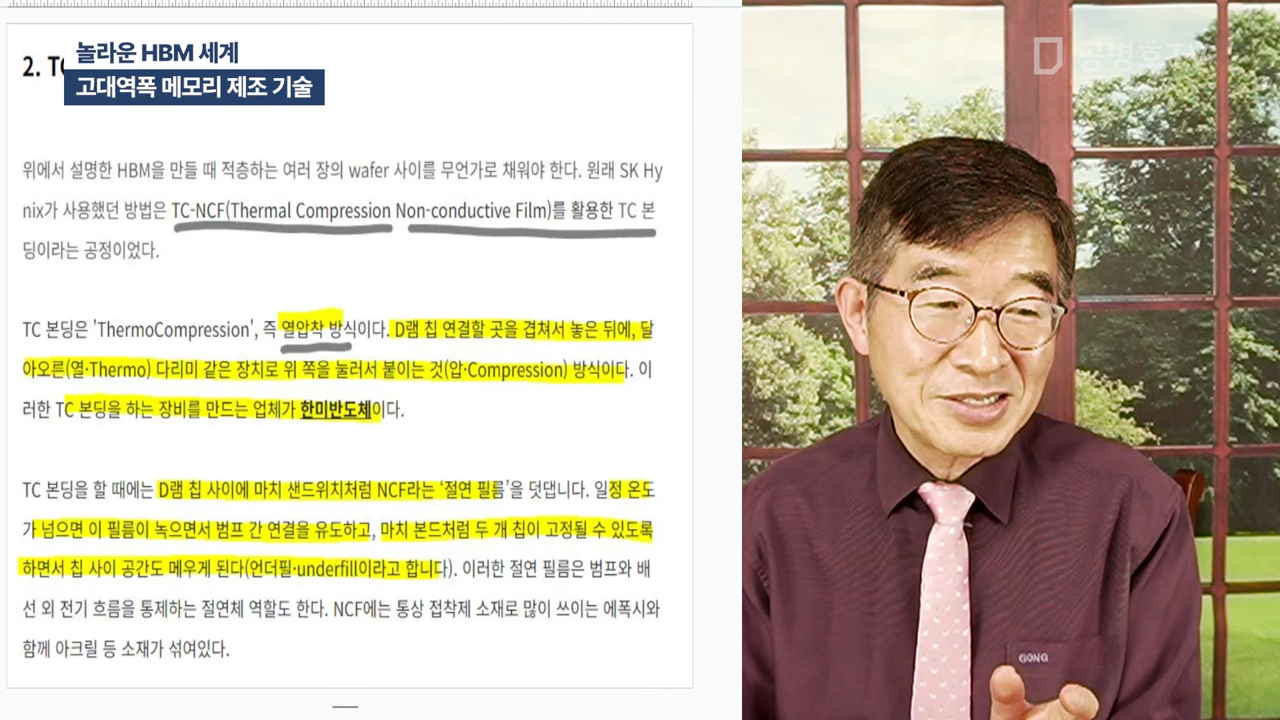 놀라운 HBM 세계
2. TC
고대역폭 메모리 제조 기술
공병호TV
위에서 설명한 HBM을 만들 때 적층하는 여러 장의 wafer 사이를 무언가로 채워야 한다. 원래 SK Hy
nix가 사용했던 방법은 TC-NCF(Thermal Compression Non-conductive Film)를 활용한 TC 본
딩이라는 공정이었다.
TC 본딩은 'ThermoCompression', 즉 열압착 방식이다. D램 칩 연결할 곳을 겹쳐서 놓은 뒤에, 달
아오른(열·Thermo) 다리미 같은 장치로 위 쪽을 눌러서 붙이는 것(압·Compression) 방식이다. 이
러한 TC 본딩을 하는 장비를 만드는 업체가 한미반도체이다.
TC 본딩을 할 때에는 D램 칩 사이에 마치 샌드위치처럼 NCF라는 ‘절연 필름’을 덧댑니다. 일정 온도
가 넘으면 이 필름이 녹으면서 범프 간 연결을 유도하고, 마치 본드처럼 두 개 칩이 고정될 수 있도록
하면서 칩 사이 공간도 메우게 된다(언더필·underfill이라고 합니다). 이러한 절연 필름은 범프와 배
선 외 전기 흐름을 통제하는 절연체 역할도 한다. NCF에는 통상 접착제 소재로 많이 쓰이는 에폭시와
함께 아크릴 등 소재가 섞여있다.
GONG